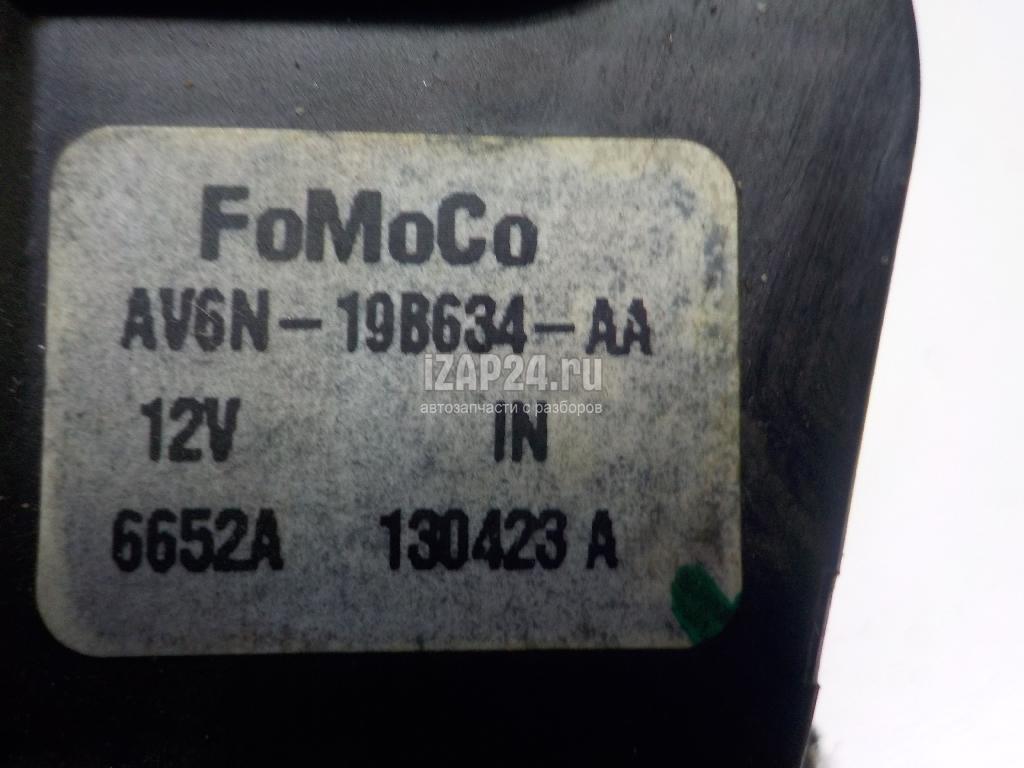 FoMoCo
AV6N-19B634-AA
iZAP24.ru
автозапчасти с разборов
12V IN
6652A 130423 A